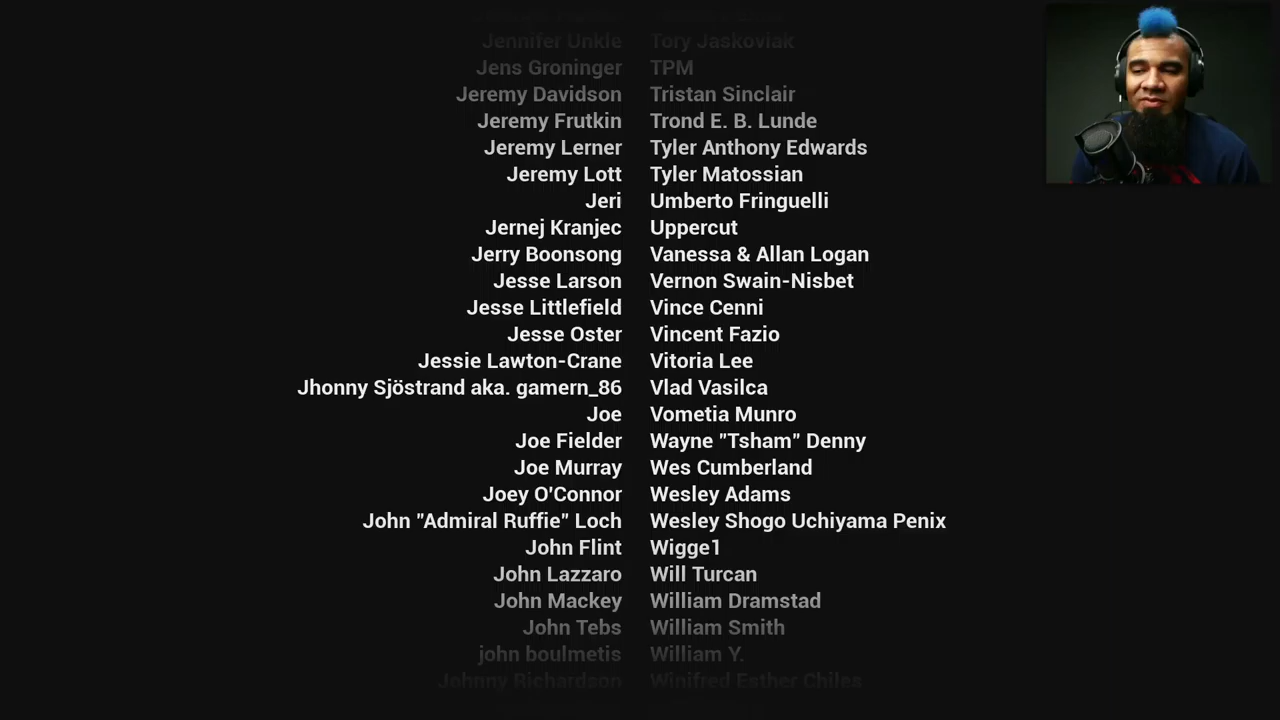 Jennifer Unkle Tory Jaskoviak
Jens Groninger TPM
Jeremy Davidson Tristan Sinclair
Jeremy Frutkin Trond E. B. Lunde
Jeremy Lerner Tyler Anthony Edwards
Jeremy Lott Tyler Matossian
Jeri Umberto Fringuelli
Jernej Kranjec Uppercut
Jerry Boonsong Vanessa & Allan Logan
Jesse Larson Vernon Swain-Nisbet
Jesse Littlefield Vince Cenni
Jesse Oster Vincent Fazio
Jessie Lawton-Crane Vitoria Lee
Jhonny Sjöstrand aka. gamern_86 Vlad Vasilca
Joe Vometia Munro
Joe Fielder Wayne "Tsham" Denny
Joe Murray Wes Cumberland
Joey O'Connor Wesley Adams
John "Admiral Ruffie" Loch Wesley Shogo Uchiyama Penix
John Flint Wigge1
John Lazzaro Will Turcan
John Mackey William Dramstad
John Tebs William Smith
john boulmetis William Y.
Johnny Richardson Winifred Esther Chiles